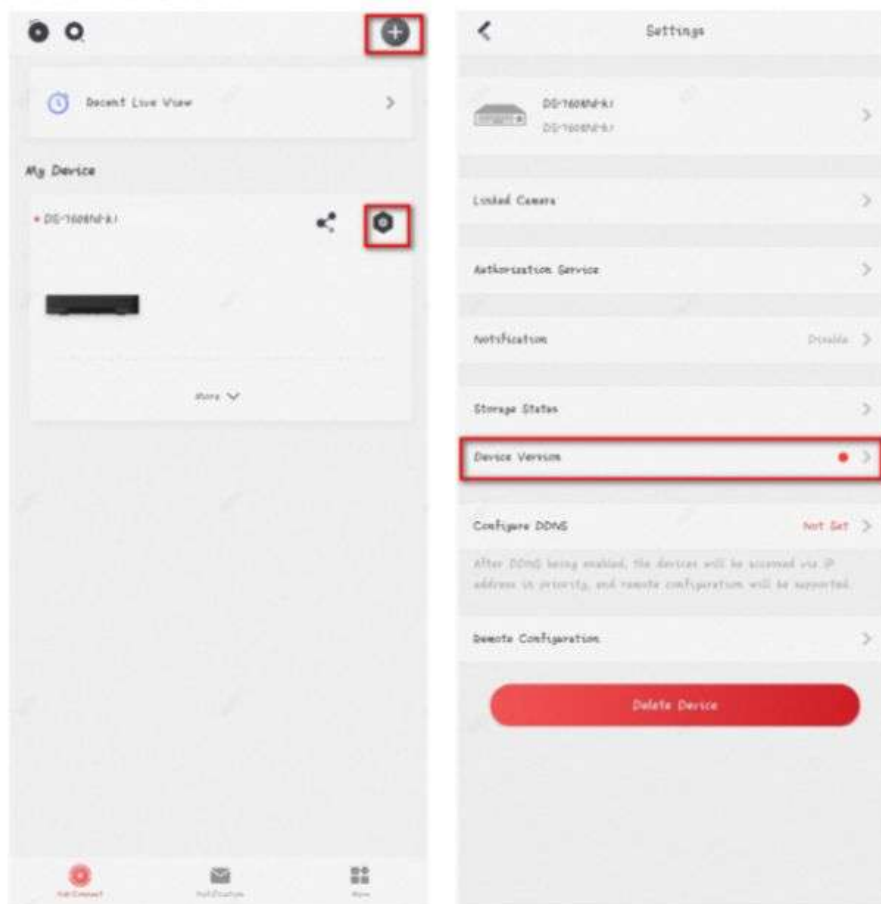 Recent Live View
My Device
More
Notification
More
Settings
Linked Camera
Authorization Service
Notification
Disable
Storage Status
Device Version
Configure DDNS
Not Set
After DDNS being enabled, the devices will be accessed via IP
address in priority, and remote configuration will be supported.
Remote Configuration
Delete Device